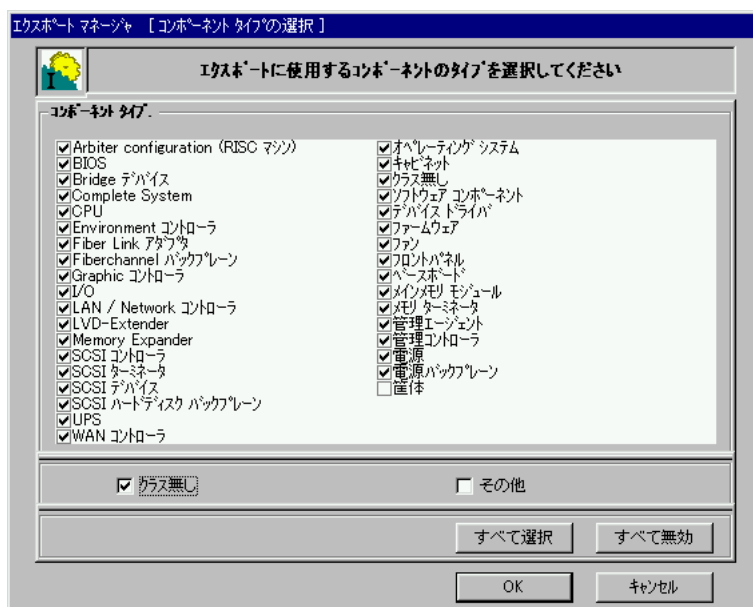 エクスポート マネージャ [ コンポーネント タイプの選択 ]
エクスポートに使用するコンポーネントのタイプを選択してください
コンポーネント タイプ.
Arbiter configuration (RISC マシン)
BIOS
Bridge デバイス
Complete System
CPU
Environment コントローラ
Fiber Link アダプタ
Fiberchannel バックプレーン
Graphic コントローラ
I/O
LAN / Network コントローラ
LVD-Extender
Memory Expander
SCSI コントローラ
SCSI ターミネータ
SCSI デバイス
SCSI ハードディスク バックプレーン
UPS
WAN コントローラ
オペレーティング システム
キャビネット
クラス無し
ソフトウェア コンポーネント
デバイス ドライバ
ファームウェア
ファン
フロントパネル
ベースボード
メインメモリ モジュール
メモリ ターミネータ
管理エージェント
管理コントローラ
電源
電源バックプレーン
筐体
クラス無し
その他
すべて選択
すべて無効
OK
キャンセル